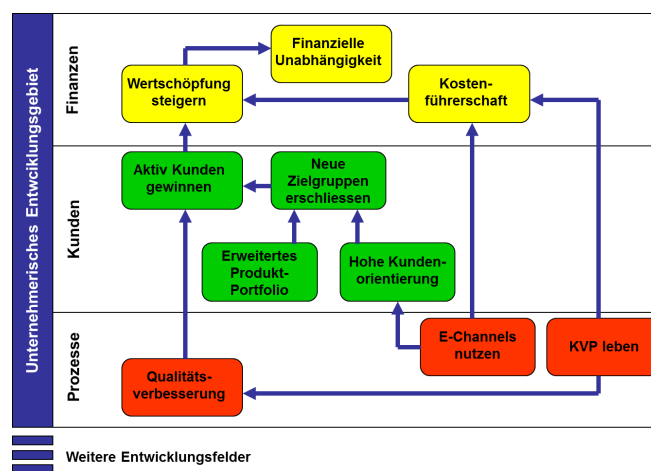 Unternehmerisches Entwicklungsgebiet
Finanzen
Finanzielle
Unabhängigkeit
Wertschöpfung
steigern
Kosten-
führerschaft
Kunden
Aktiv Kunden
gewinnen
Neue
Zielgruppen
erschliessen
Erweitertes
Produkt-
Portfolio
Hohe Kunden-
orientierung
Prozesse
E-Channels
nutzen
KVP leben
Qualitäts-
verbesserung
Weitere Entwicklungsfelder